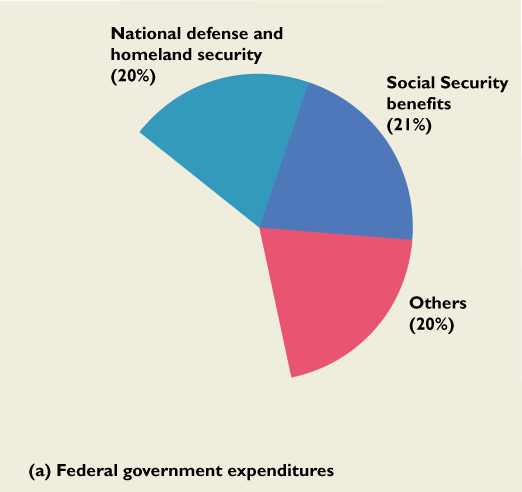 National defense and
homeland security
(20%)
Social Security
benefits
(21%)
Others
(20%)
(a) Federal government expenditures